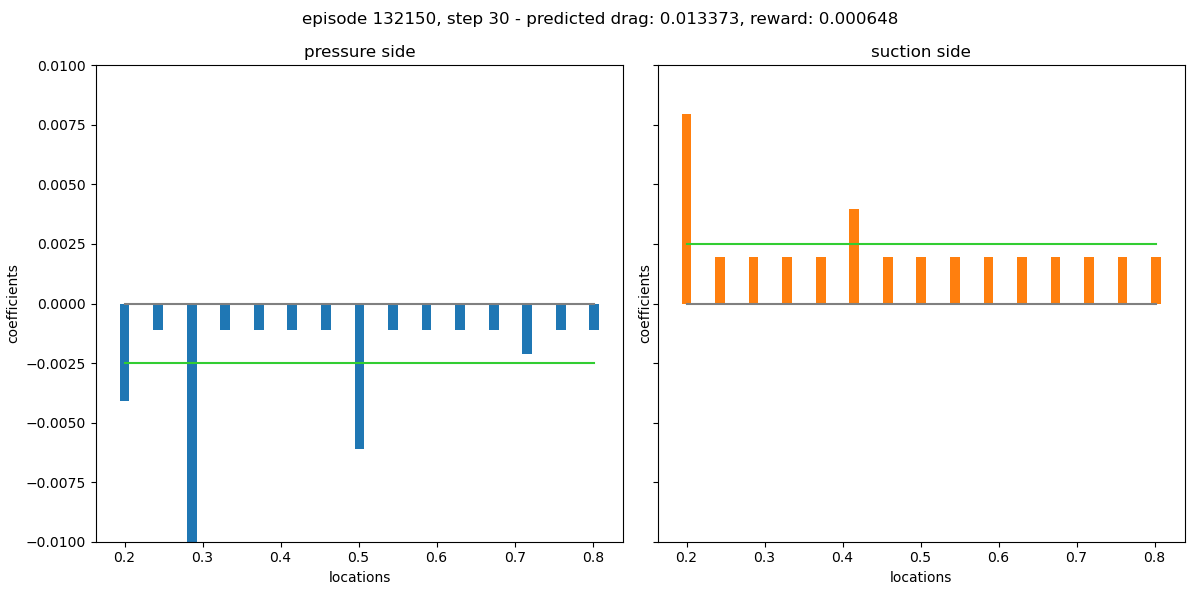 episode 132150, step 30 - predicted drag: 0.013373, reward: 0.000648
pressure side
suction side
0.0100
0.0075
0.0050
0.0025
0.0000
−0.0025
−0.0050
−0.0075
−0.0100
coefficients
coefficients
0.2 0.3 0.4 0.5 0.6 0.7 0.8
0.2 0.3 0.4 0.5 0.6 0.7 0.8
locations
locations